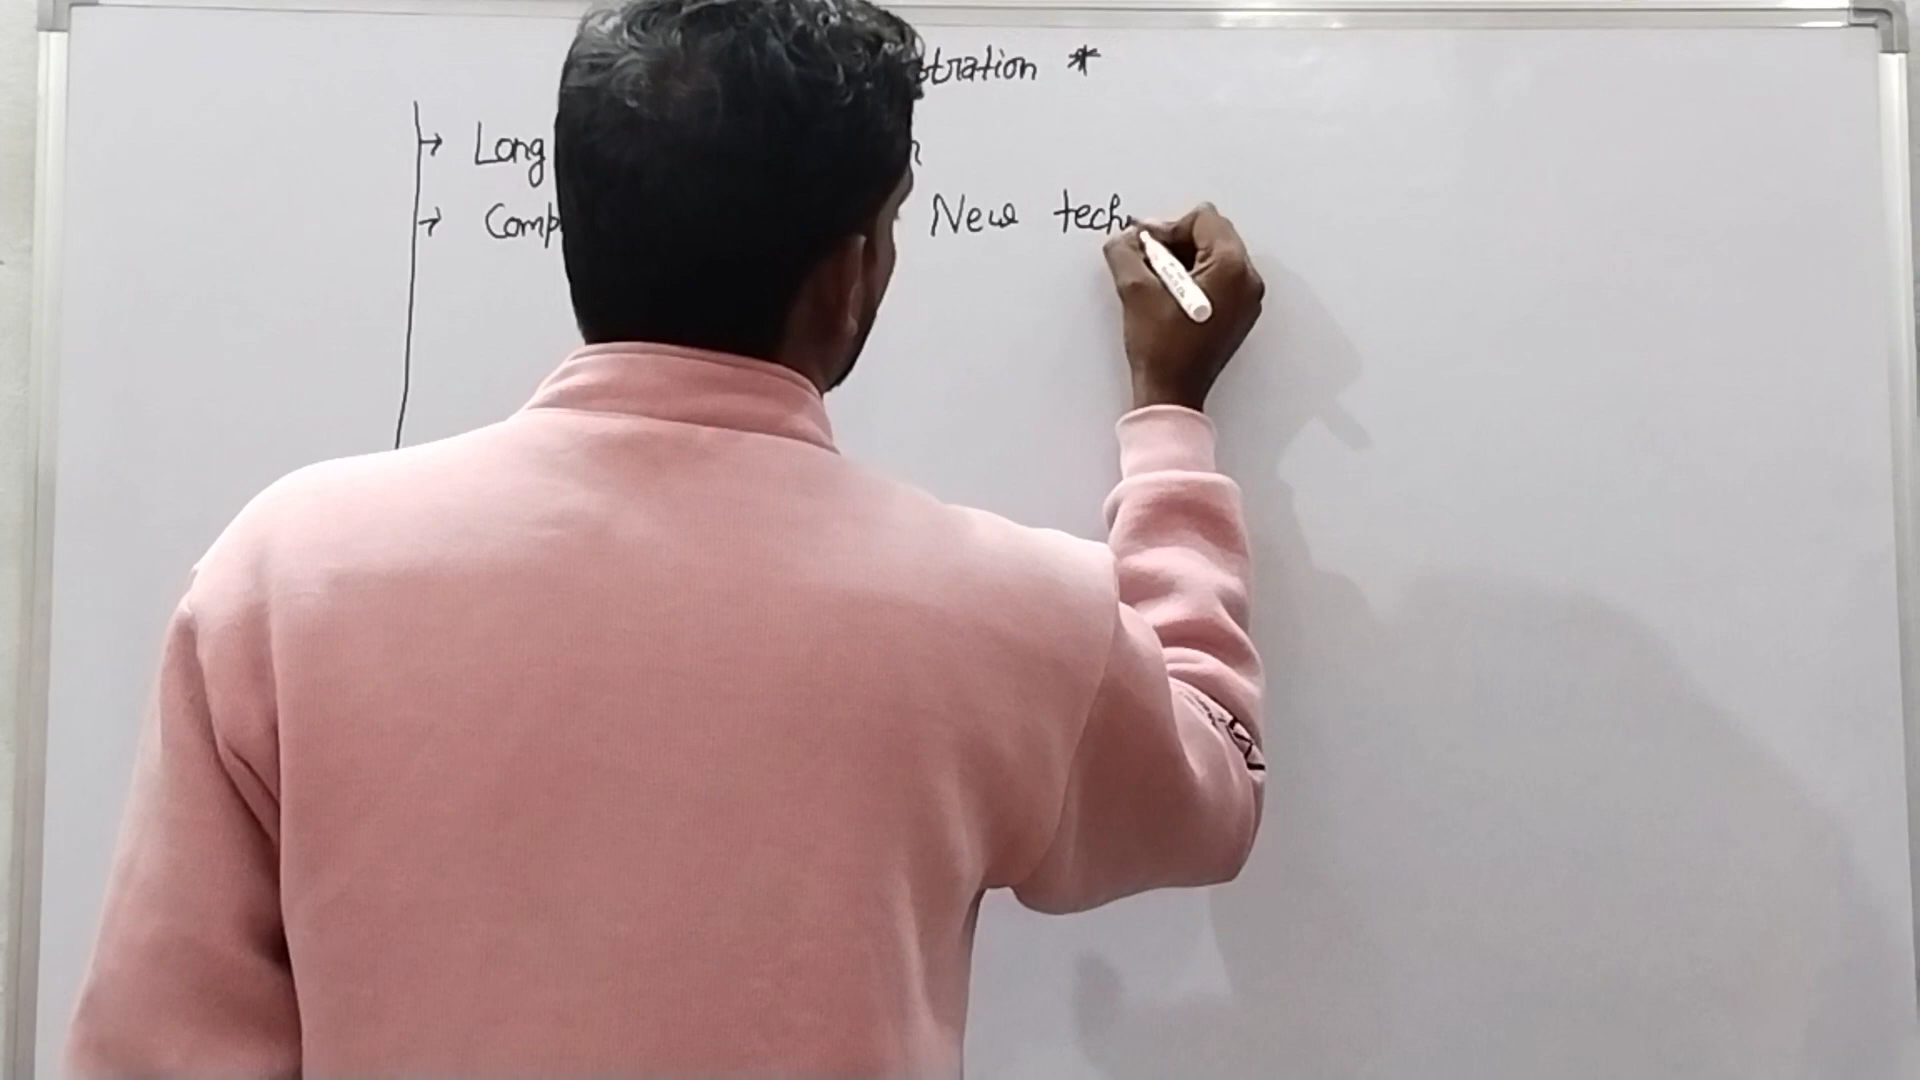 stration *
→ Long
→ Comp New tech